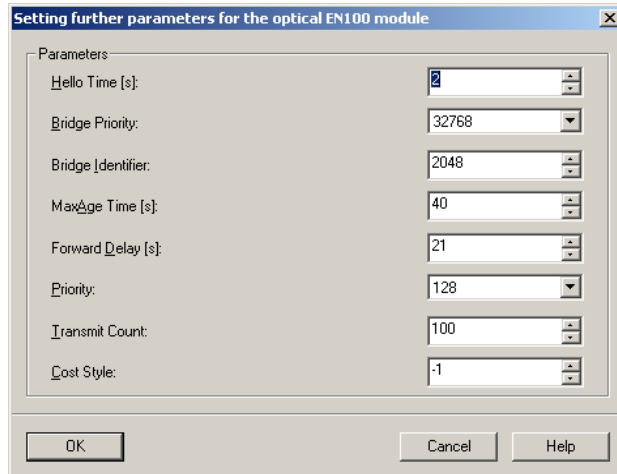 Setting further parameters for the optical EN100 module
Parameters
Hello Time [s]: 2
Bridge Priority: 32768
Bridge Identifier: 2048
MaxAge Time [s]: 40
Forward Delay [s]: 21
Priority: 128
Transmit Count: 100
Cost Style: -1
OK Cancel Help